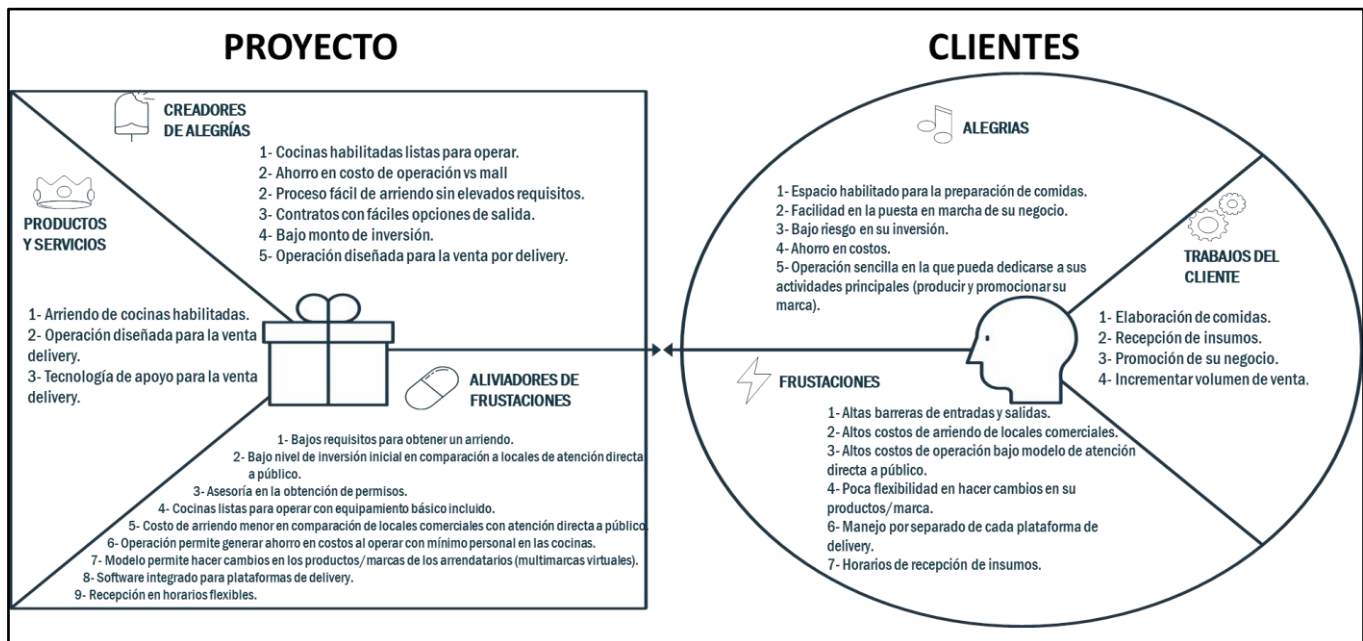 PROYECTO
CREADORES
DE ALEGRÍAS
1- Cocinas habilitadas listas para operar.
2- Ahorro en costo de operación vs mall
2- Proceso fácil de arriendo sin elevados requisitos.
3- Contratos con fáciles opciones de salida.
4- Bajo monto de inversión.
5- Operación diseñada para la venta por delivery.
PRODUCTOS
Y SERVICIOS
1- Arriendo de cocinas habilitadas.
2- Operación diseñada para la venta
delivery.
3- Tecnología de apoyo para la venta
delivery.
ALIVIADORES DE
FRUSTACIONES
1- Bajos requisitos para obtener un arriendo.
2- Bajo nivel de inversión inicial en comparación a locales de atención directa
a público.
3- Asesoría en la obtención de permisos.
4- Cocinas listas para operar con equipamiento básico incluido.
5- Costo de arriendo menor en comparación de locales comerciales con atención directa a público.
6- Operación permite generar ahorro en costos al operar con mínimo personal en las cocinas.
7- Modelo permite hacer cambios en los productos/marcas de los arrendatarios (multimarcas virtuales).
8- Software integrado para plataformas de delivery.
9- Recepción en horarios flexibles.
CLIENTES
ALEGRIAS
1- Espacio habilitado para la preparación de comidas.
2- Facilidad en la puesta en marcha de su negocio.
3- Bajo riesgo en su inversión.
4- Ahorro en costos.
5- Operación sencilla en la que pueda dedicarse a sus
actividades principales (producir y promocionar su
marca).
TRABAJOS DEL
CLIENTE
1- Elaboración de comidas.
2- Recepción de insumos.
3- Promoción de su negocio.
4- Incrementar volumen de venta.
FRUSTACIONES
1- Altas barreras de entradas y salidas.
2- Altos costos de arriendo de locales comerciales.
3- Altos costos de operación bajo modelo de atención
directa a público.
4- Poca flexibilidad en hacer cambios en su
productos/marca.
6- Manejo por separado de cada plataforma de
delivery.
7- Horarios de recepción de insumos.